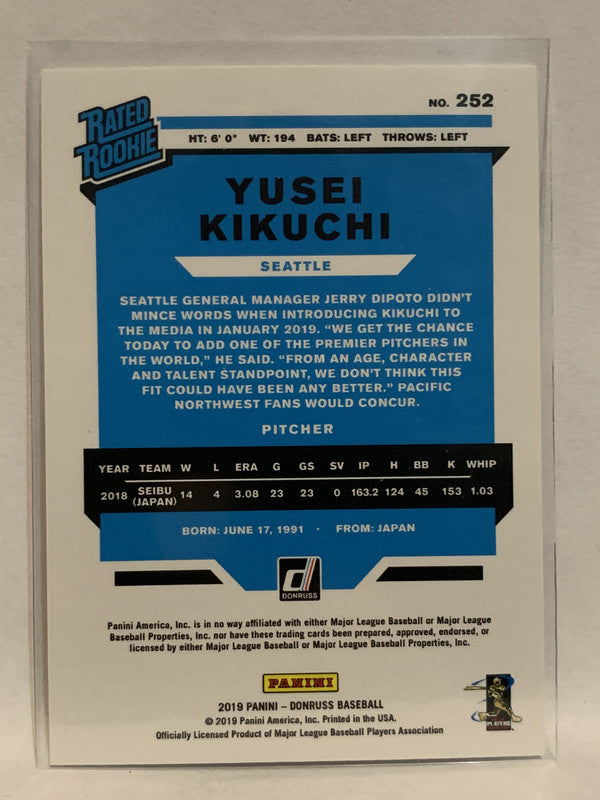 NO. 252
RATED
ROOKIE
HT: 6' 0" WT: 194 BATS: LEFT THROWS: LEFT
YUSEI
KIKUCHI
SEATTLE
SEATTLE GENERAL MANAGER JERRY DIPOTO DIDN'T
MINCE WORDS WHEN INTRODUCING KIKUCHI TO
THE MEDIA IN JANUARY 2019. "WE GET THE CHANCE
TODAY TO ADD ONE OF THE PREMIER PITCHERS IN
THE WORLD," HE SAID. "FROM AN AGE, CHARACTER
AND TALENT STANDPOINT, WE DON'T THINK THIS
FIT COULD HAVE BEEN ANY BETTER." PACIFIC
NORTHWEST FANS WOULD CONCUR.
PITCHER
YEAR TEAM W L ERA G GS SV IP H BB K WHIP
2018 SEIBU (JAPAN) 14 4 3.08 23 23 0 163.2 124 45 153 1.03
BORN: JUNE 17, 1991 · FROM: JAPAN
DONRUSS
Panini America, Inc. is in no way affiliated with either Major League Baseball or Major League
Baseball Properties, Inc. nor have these trading cards been prepared, approved, endorsed, or
licensed by either Major League Baseball or Major League Baseball Properties, Inc.
PANINI
2019 PANINI – DONRUSS BASEBALL
© 2019 Panini America, Inc. Printed in the USA.
Officially Licensed Product of Major League Baseball Players Association
PLAYERS